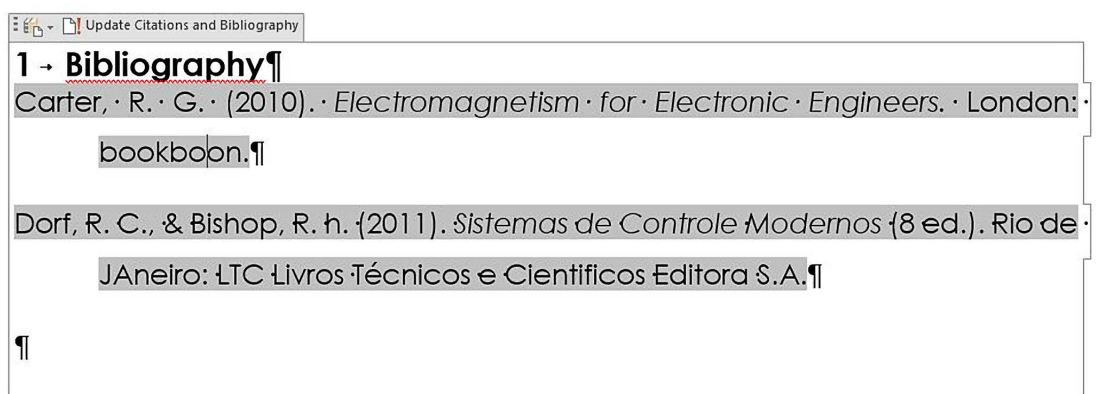 Update Citations and Bibliography
1 → Bibliography¶
Carter, R. G. (2010). Electromagnetism for Electronic Engineers. London:
bookboon.¶
Dorf, R. C., & Bishop, R. h. (2011). Sistemas de Controle Modernos (8 ed.). Rio de
JAneiro: LTC Livros Técnicos e Cientificos Editora S.A.¶
¶